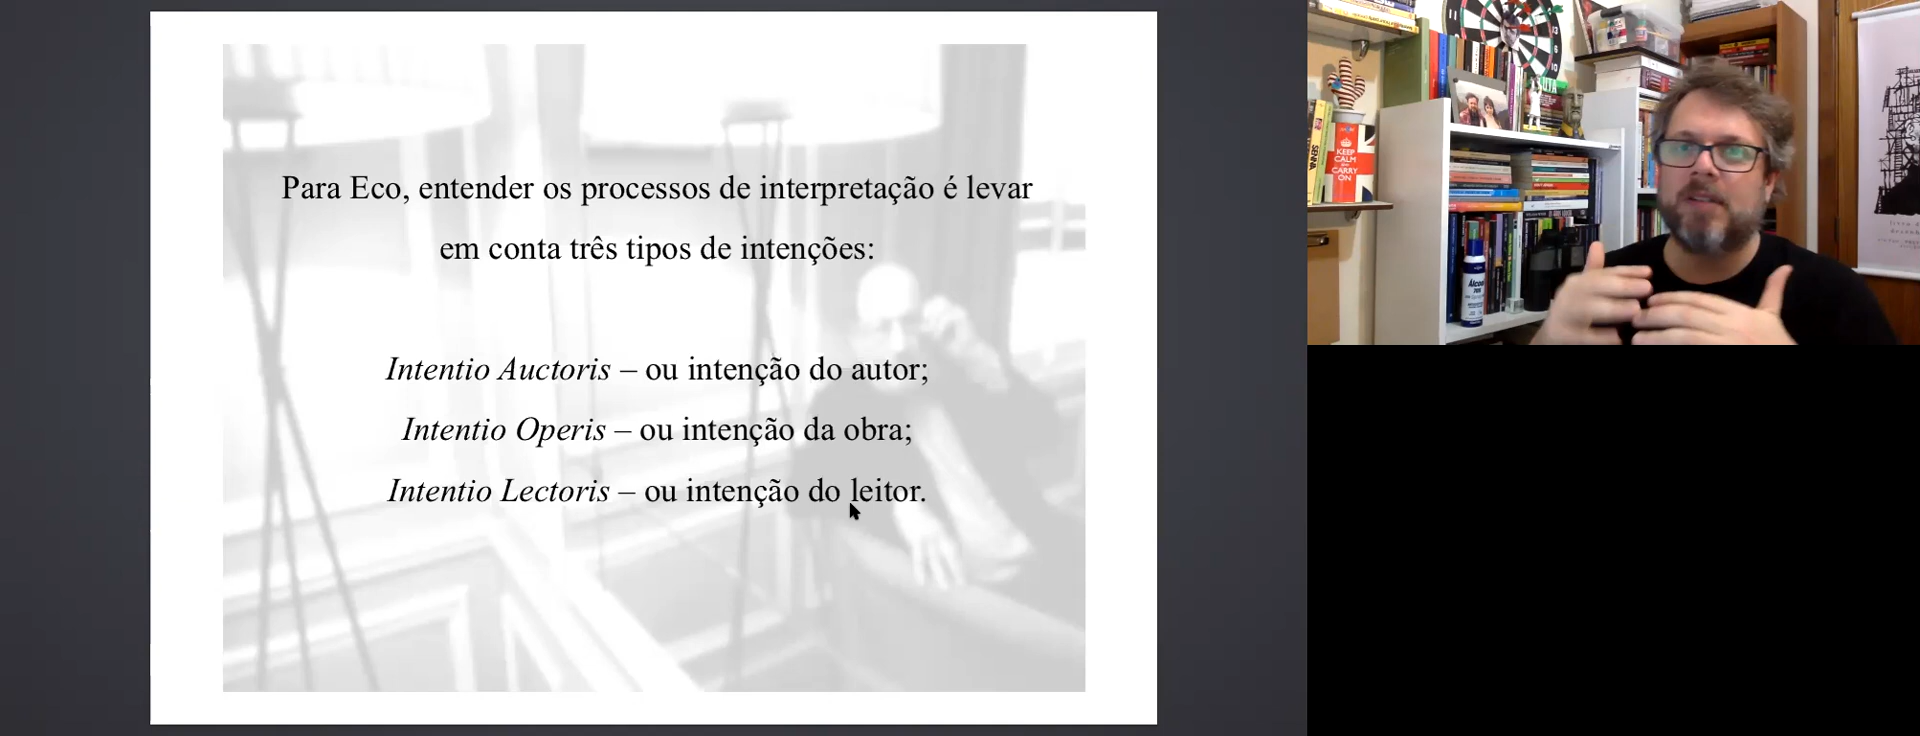 Para Eco, entender os processos de interpretação é levar
em conta três tipos de intenções:
Intentio Auctoris – ou intenção do autor;
Intentio Operis – ou intenção da obra;
Intentio Lectoris – ou intenção do leitor.
KEEP
CALM
CARRY
ON
SENNA